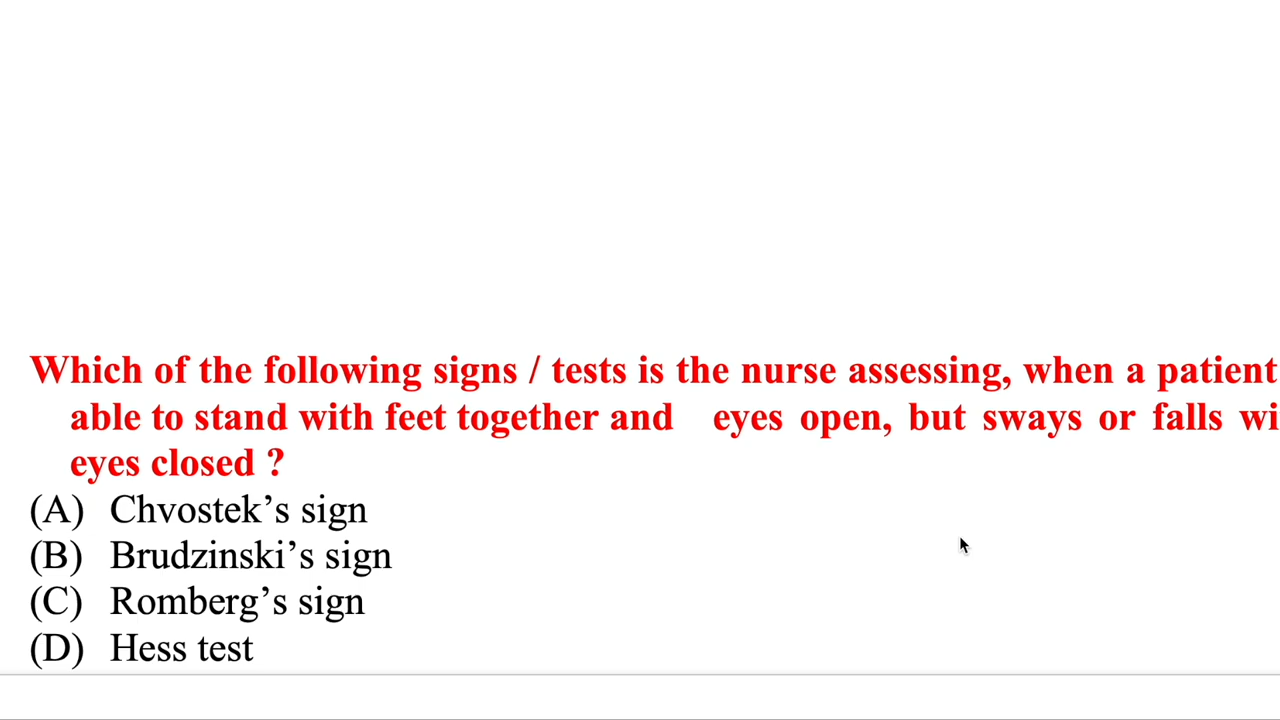 Which of the following signs / tests is the nurse assessing, when a patient
able to stand with feet together and eyes open, but sways or falls wi
eyes closed ?
(A) Chvostek’s sign
(B) Brudzinski’s sign
(C) Romberg’s sign
(D) Hess test